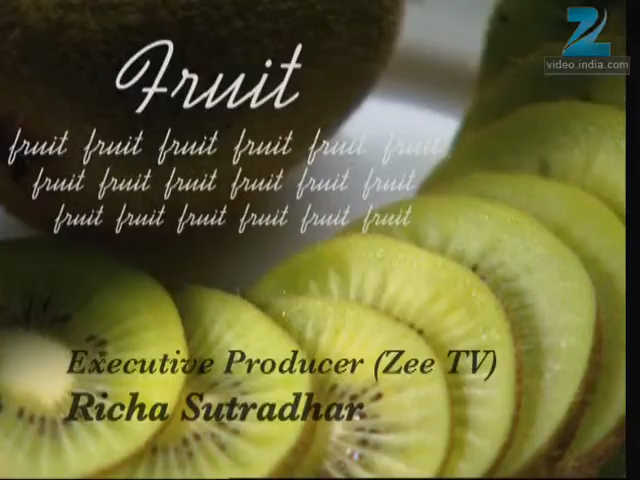 Z
video.india.com
Fruit
fruit fruit fruit fruit fruit fruit
fruit fruit fruit fruit fruit fruit
fruit fruit fruit fruit fruit fruit
Executive Producer (Zee TV)
Richa Sutradhar